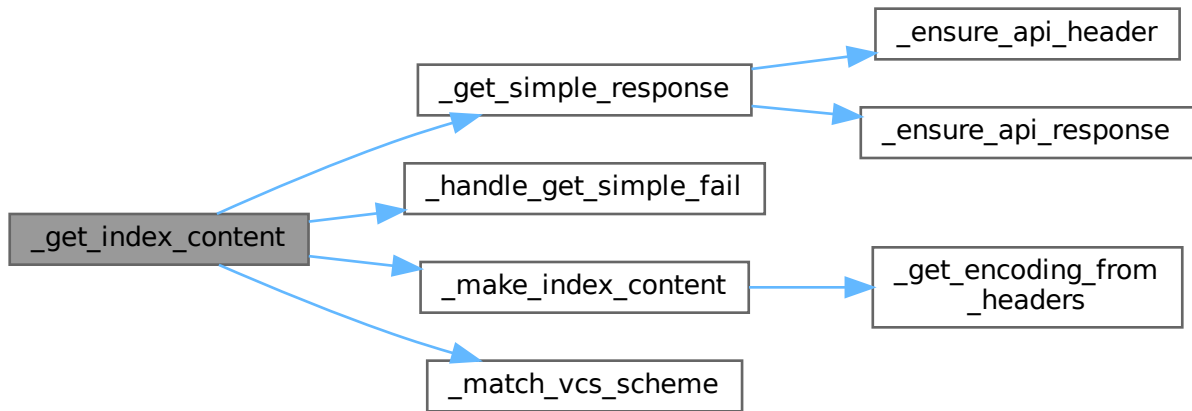 _ensure_api_header
_get_simple_response
_ensure_api_response
_handle_get_simple_fail
_get_index_content
_make_index_content
_get_encoding_from
_headers
_match_vcs_scheme